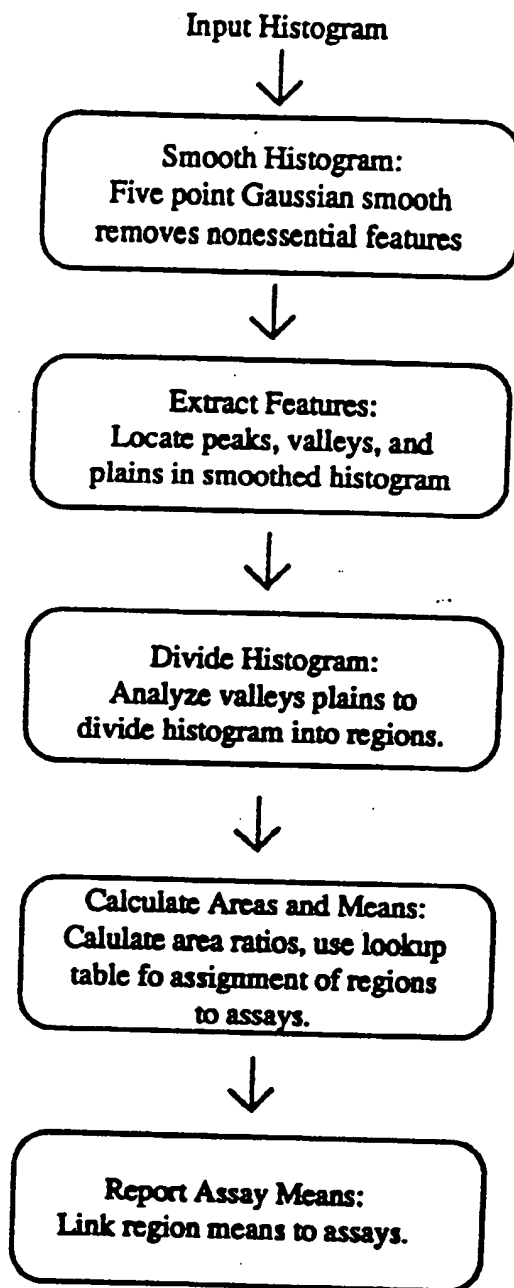 Input Histogram
Smooth Histogram:
Five point Gaussian smooth
removes nonessential features
Extract Features:
Locate peaks, valleys, and
plains in smoothed histogram
Divide Histogram:
Analyze valleys plains to
divide histogram into regions.
Calculate Areas and Means:
Calulate area ratios, use lookup
table fo assignment of regions
to assays.
Report Assay Means:
Link region means to assays.